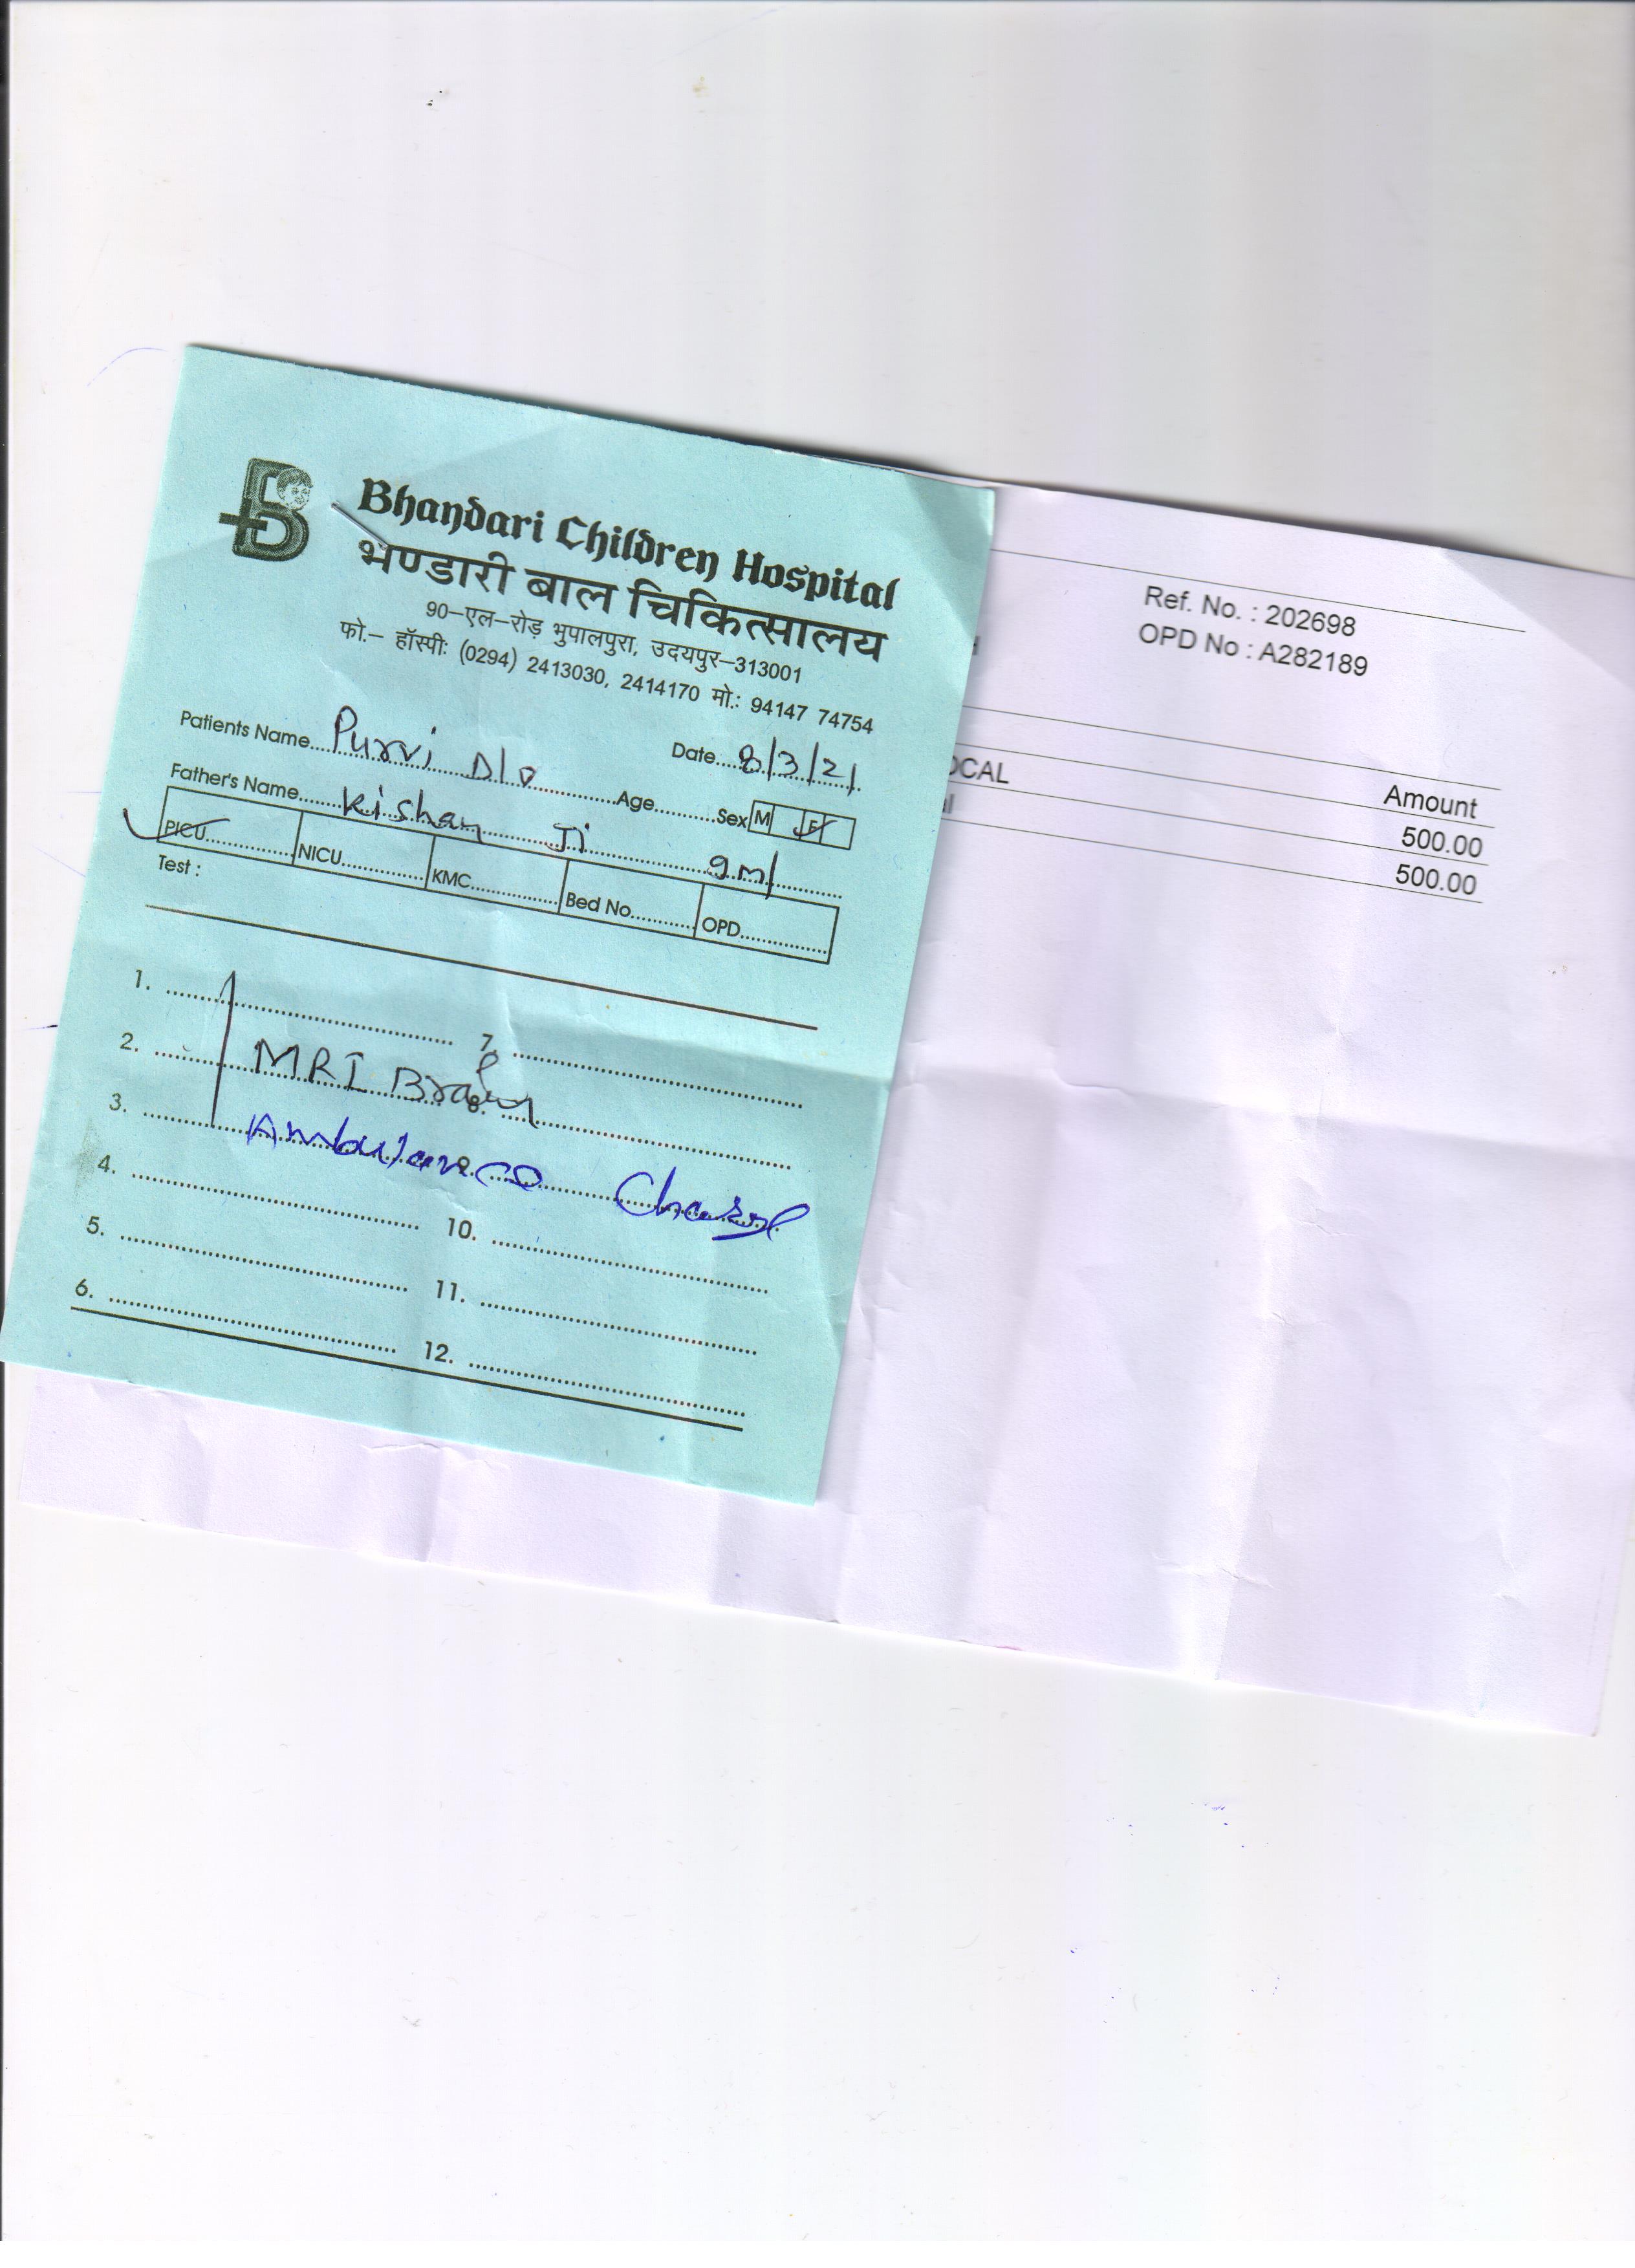 Bhandari Children Hospital
भण्डारी बाल चिकित्सालय
90–एल–रोड़ भुपालपुरा, उदयपुर–313001
फो.– हॉस्पी: (0294) 2413030, 2414170 मो.: 94147 74754
Patients Name Purvi D/o Date 8/3/21
Father's Name Kishan Ji Age Sex M F
9m/
PICU NICU KMC Bed No. OPD
Test :
1. 7.
2. MRI Brain 8.
3. Ambulance 9. Charge
4. 10.
5. 11.
6. 12.
Ref. No. : 202698
OPD No : A282189
OCAL Amount
500.00
500.00